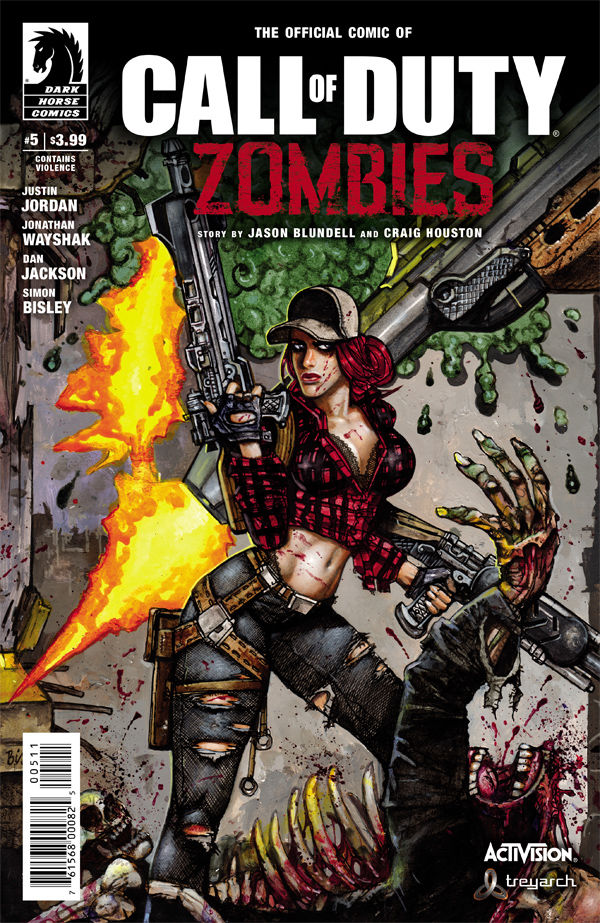 THE OFFICIAL COMIC OF
CALL OF DUTY®
ZOMBIES
STORY BY JASON BLUNDELL AND CRAIG HOUSTON
DARK
HORSE
COMICS
#5 | $3.99
CONTAINS
VIOLENCE
JUSTIN
JORDAN
JONATHAN
WAYSHAK
DAN
JACKSON
SIMON
BISLEY
00511
7 61568 00082 5
ACTIVISION®
treyarch